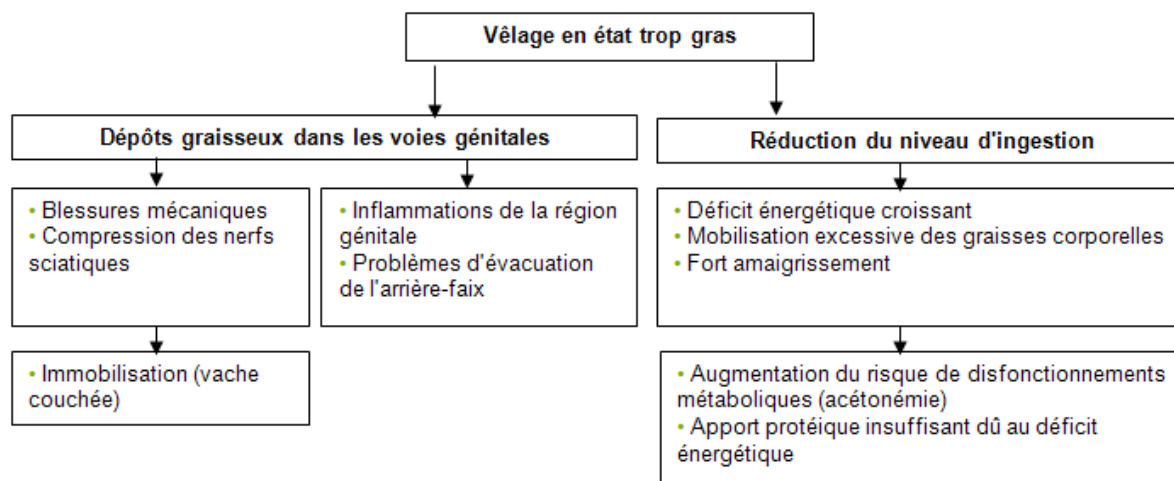 Vêlage en état trop gras
Dépôts graisseux dans les voies génitales
Réduction du niveau d'ingestion
• Blessures mécaniques
• Compression des nerfs
sciatiques
• Inflammations de la région
génitale
• Problèmes d'évacuation
de l'arrière-faix
• Déficit énergétique croissant
• Mobilisation excessive des graisses corporelles
• Fort amaigrissement
• Immobilisation (vache
couchée)
• Augmentation du risque de disfonctionnements
métaboliques (acétonémie)
• Apport protéique insuffisant dû au déficit
énergétique